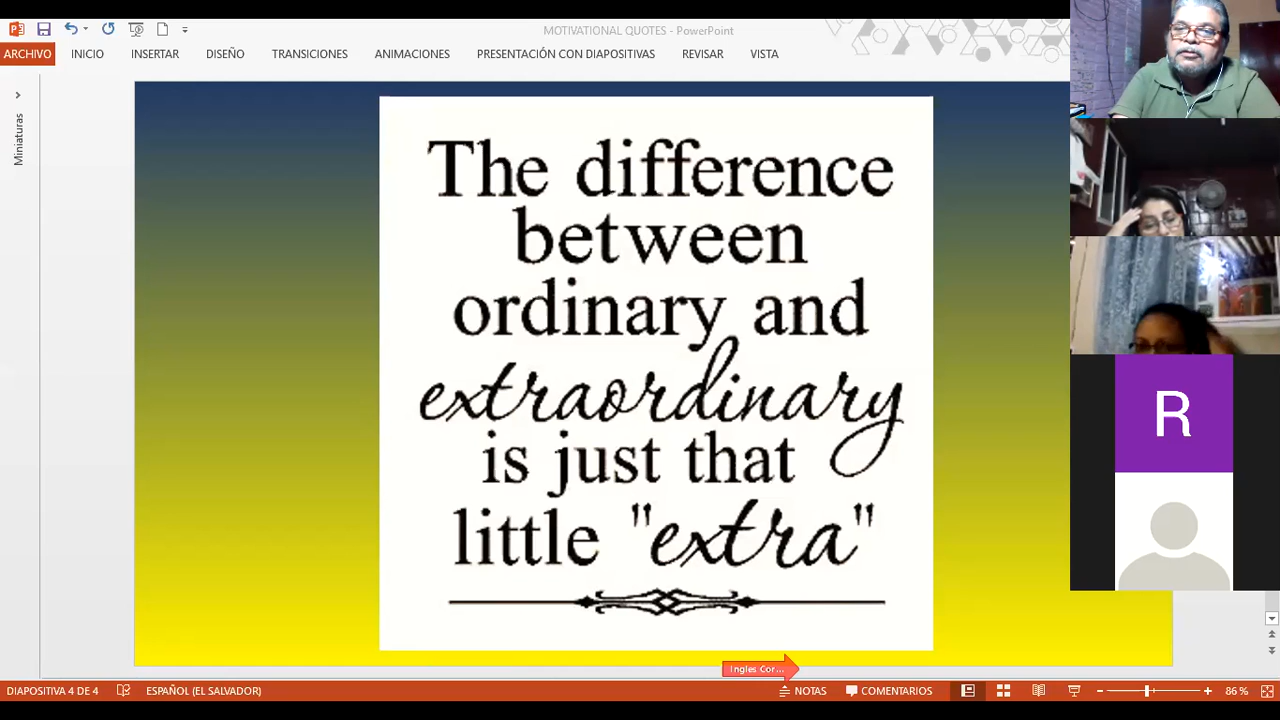 MOTIVATIONAL QUOTES - PowerPoint
ARCHIVO INICIO INSERTAR DISEÑO TRANSICIONES ANIMACIONES PRESENTACIÓN CON DIAPOSITIVAS REVISAR VISTA
Miniaturas
The difference
between
ordinary and
extraordinary
is just that
little "extra"
R
Ingles Cor...
DIAPOSITIVA 4 DE 4 ESPAÑOL (EL SALVADOR) NOTAS COMENTARIOS 86 %